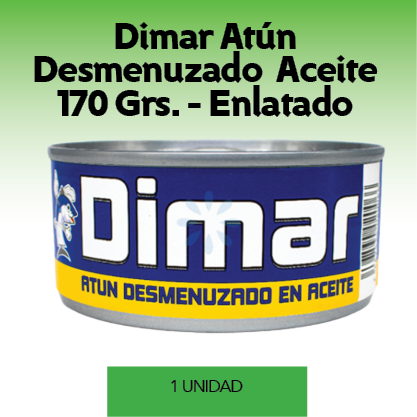 Dimar Atún
Desmenuzado Aceite
170 Grs. - Enlatado
Dimar
ATUN DESMENUZADO EN ACEITE
1 UNIDAD